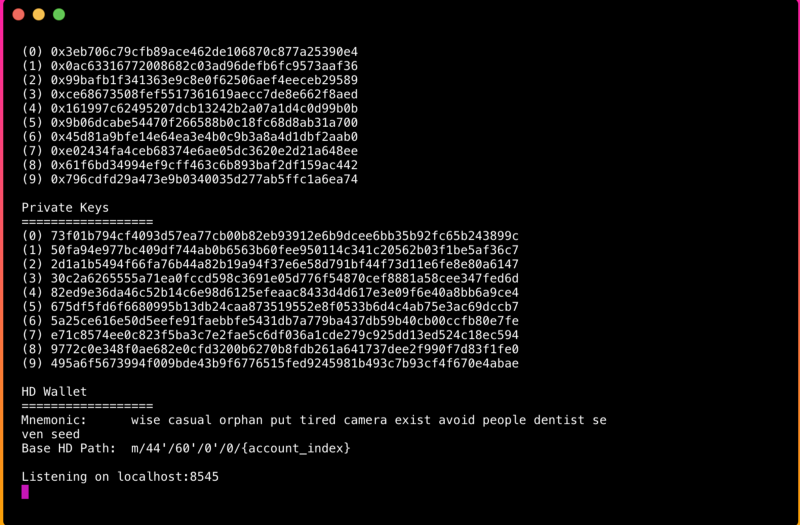 (0) 0x3eb706c79cfb89ace462de106870c877a25390e4
(1) 0x0ac63316772008682c03ad96defb6fc9573aaf36
(2) 0x99bafb1f341363e9c8e0f62506aef4eeceb29589
(3) 0xce68673508fef5517361619aecc7de8e662f8aed
(4) 0x161997c62495207dcb13242b2a07a1d4c0d99b0b
(5) 0x9b06dcabe54470f266588b0c18fc68d8ab31a700
(6) 0x45d81a9bfe14e64ea3e4b0c9b3a8a4d1dbf2aab0
(7) 0xe02434fa4ceb68374e6ae05dc3620e2d21a648ee
(8) 0x61f6bd34994ef9cff463c6b893baf2df159ac442
(9) 0x796cdfd29a473e9b0340035d277ab5ffc1a6ea74
Private Keys
==================
(0) 73f01b794cf4093d57ea77cb00b82eb93912e6b9dcee6bb35b92fc65b243899c
(1) 50fa94e977bc409df744ab0b6563b60fee950114c341c20562b03f1be5af36c7
(2) 2d1a1b5494f66fa76b44a82b19a94f37e6e58d791bf44f73d11e6fe8e80a6147
(3) 30c2a6265555a71ea0fccd598c3691e05d776f54870cef8881a58cee347fed6d
(4) 82ed9e36da46c52b14c6e98d6125efeaac8433d4d617e3e09f6e40a8bb6a9ce4
(5) 675df5fd6f6680995b13db24caa873519552e8f0533b6d4c4ab75e3ac69dccb7
(6) 5a25ce616e50d5eefe91faebbfe5431db7a779ba437db59b40cb00ccfb80e7fe
(7) e71c8574ee0c823f5ba3c7e2fae5c6df036a1cde279c925dd13ed524c18ec594
(8) 9772c0e348f0ae682e0cfd3200b6270b8fdb261a641737dee2f990f7d83f1fe0
(9) 495a6f5673994f009bde43b9f6776515fed9245981b493c7b93cf4f670e4abae
HD Wallet
==================
Mnemonic:      wise casual orphan put tired camera exist avoid people dentist se
ven seed
Base HD Path:  m/44'/60'/0'/0/{account_index}
Listening on localhost:8545